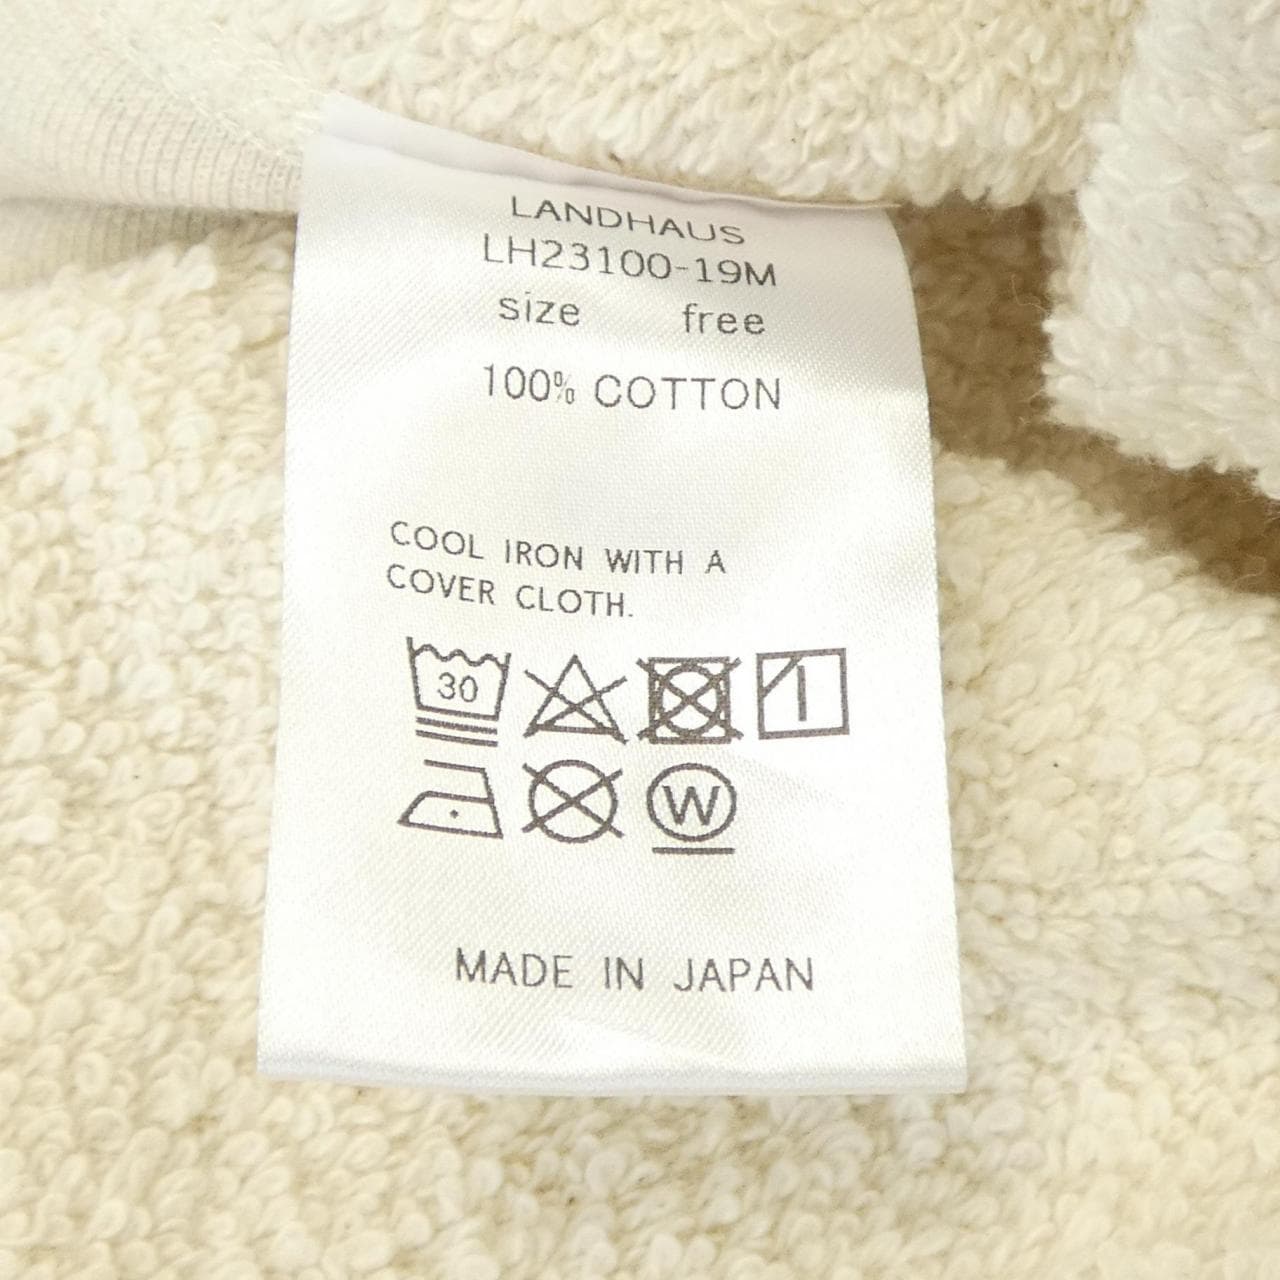 LANDHAUS
LH23100-19M
size free
100% COTTON
COOL IRON WITH A
COVER CLOTH.
30
W
MADE IN JAPAN